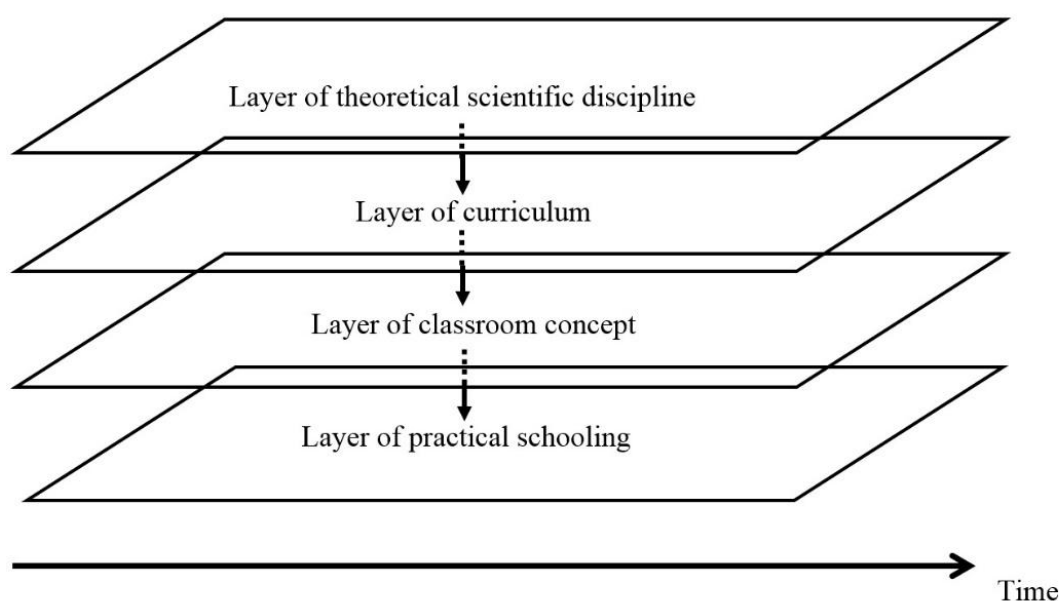 Layer of theoretical scientific discipline
Layer of curriculum
Layer of classroom concept
Layer of practical schooling
Time